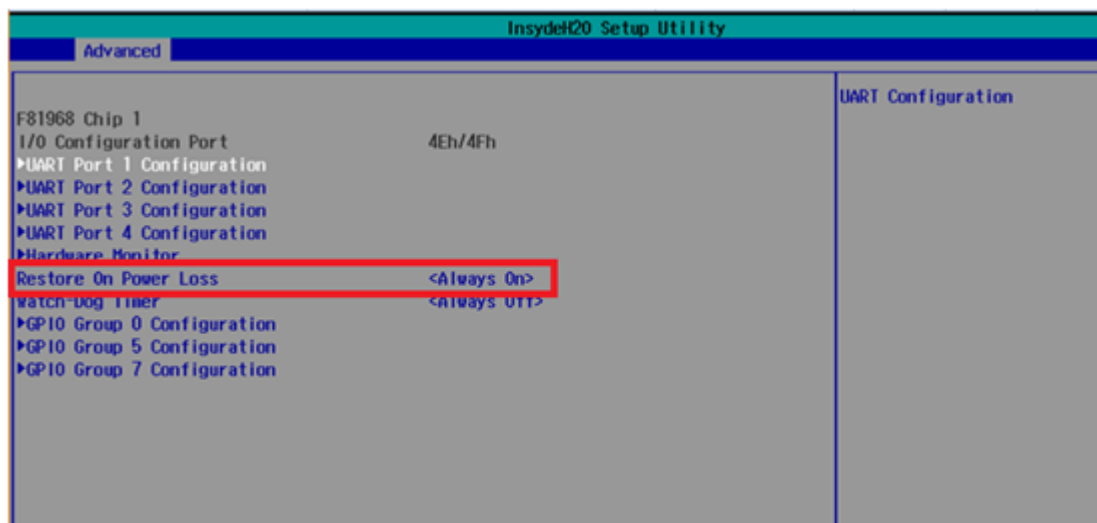 InsydeH20 Setup Utility
Advanced
F81968 Chip 1
I/O Configuration Port 4Eh/4Fh
UART Port 1 Configuration
UART Port 2 Configuration
UART Port 3 Configuration
UART Port 4 Configuration
Hardware Monitor
Restore On Power Loss <Always On>
Watch-Dog Timer <Always Off>
GPIO Group 0 Configuration
GPIO Group 5 Configuration
GPIO Group 7 Configuration
UART Configuration